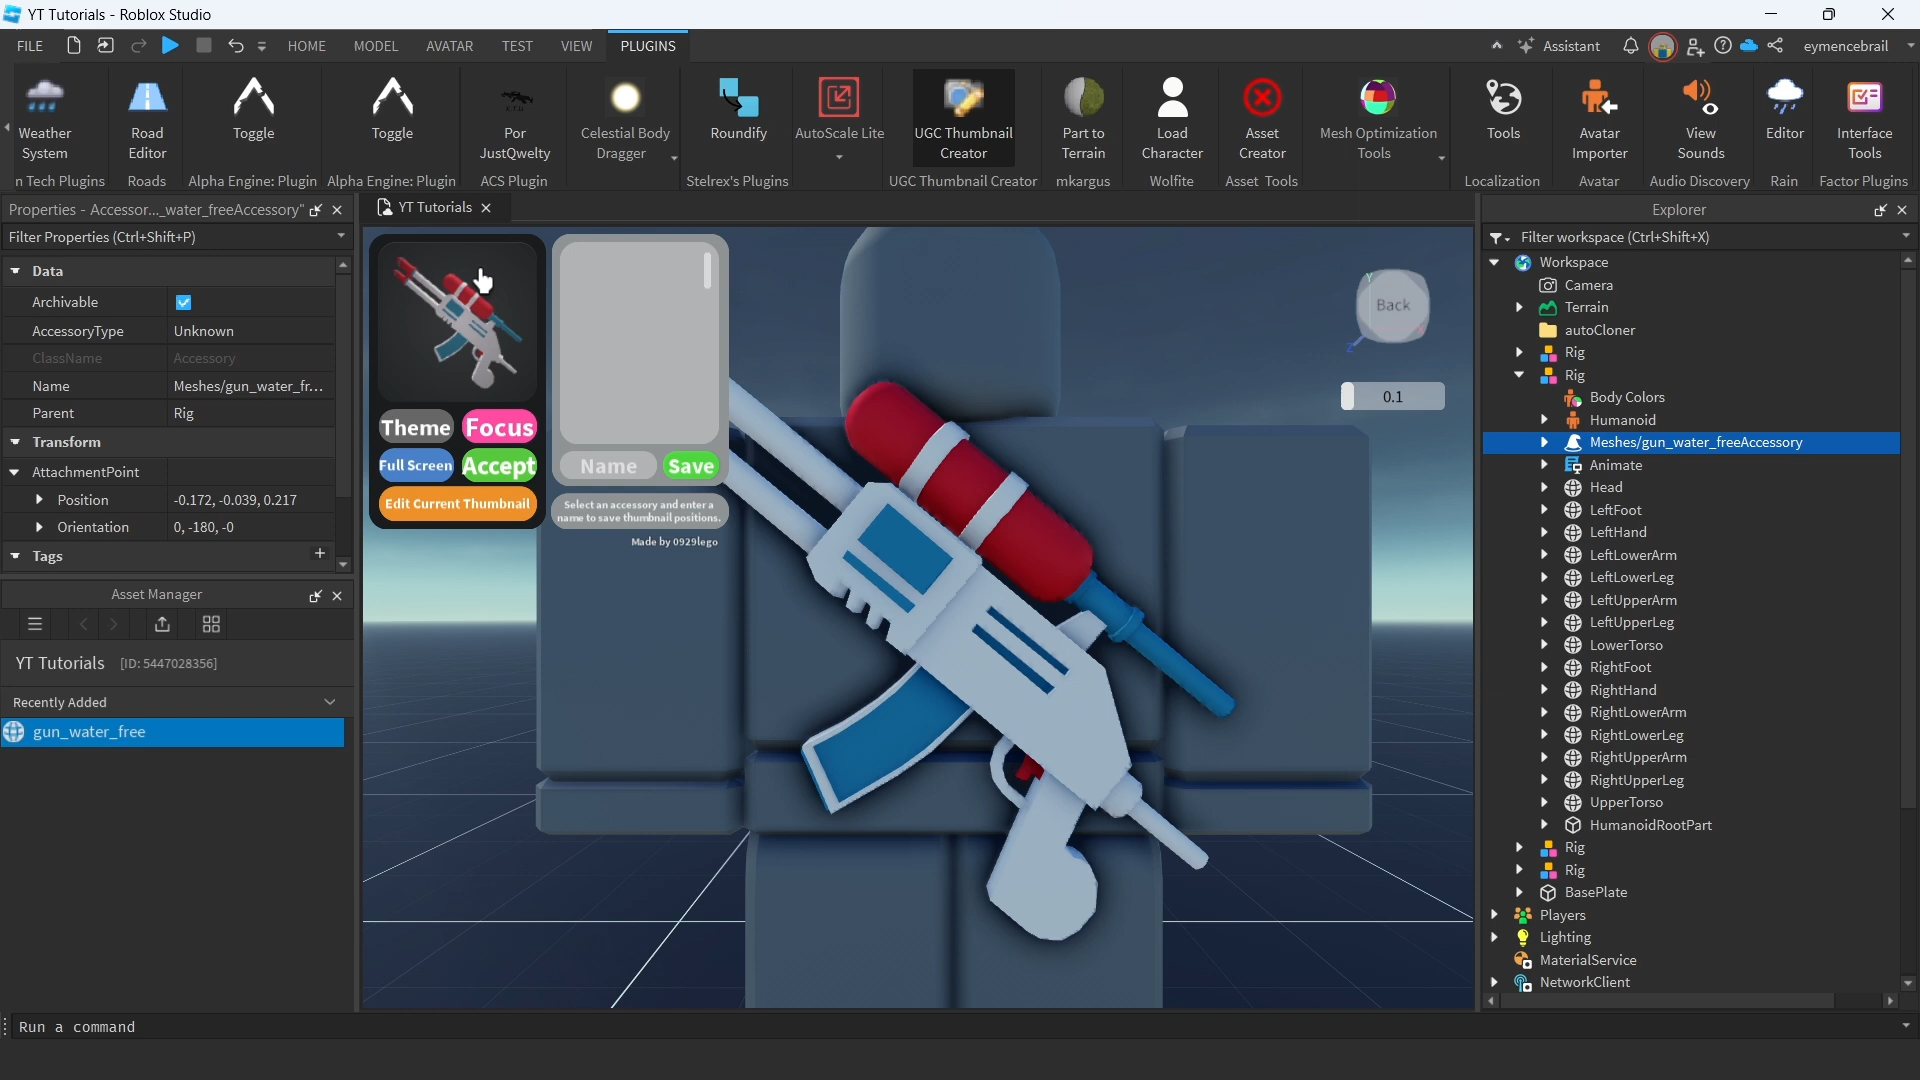 YT Tutorials - Roblox Studio
FILE
HOME
MODEL
AVATAR
TEST
VIEW
PLUGINS
Assistant
eymencebrail
Weather
System
n Tech Plugins
Road
Editor
Roads
Toggle
Alpha Engine: Plugin
Toggle
Alpha Engine: Plugin
Por
JustQwelty
ACS Plugin
Celestial Body
Dragger
Roundify
Stelrex's Plugins
AutoScale Lite
UGC Thumbnail
Creator
UGC Thumbnail Creator
Part to
Terrain
mkargus
Load
Character
Wolfite
Asset
Creator
Asset Tools
Mesh Optimization
Tools
Tools
Localization
Avatar
Importer
Avatar
View
Sounds
Audio Discovery
Editor
Rain
Interface
Tools
Factor Plugins
Properties - Accessor..._water_freeAccessory"
Filter Properties (Ctrl+Shift+P)
Data
Archivable
AccessoryType Unknown
ClassName Accessory
Name Meshes/gun_water_fr...
Parent Rig
Transform
AttachmentPoint
Position -0.172, -0.039, 0.217
Orientation 0, -180, -0
Tags +
Asset Manager
YT Tutorials [ID: 5447028356]
Recently Added
gun_water_free
YT Tutorials
Theme
Focus
Full Screen
Accept
Edit Current Thumbnail
Name
Save
Select an accessory and enter a
name to save thumbnail positions.
Made by 0929lego
Y
Back
X
Z
0.1
Explorer
Filter workspace (Ctrl+Shift+X)
Workspace
Camera
Terrain
autoCloner
Rig
Rig
Body Colors
Humanoid
Meshes/gun_water_freeAccessory
Animate
Head
LeftFoot
LeftHand
LeftLowerArm
LeftLowerLeg
LeftUpperArm
LeftUpperLeg
LowerTorso
RightFoot
RightHand
RightLowerArm
RightLowerLeg
RightUpperArm
RightUpperLeg
UpperTorso
HumanoidRootPart
Rig
Rig
BasePlate
Players
Lighting
MaterialService
NetworkClient
Run a command